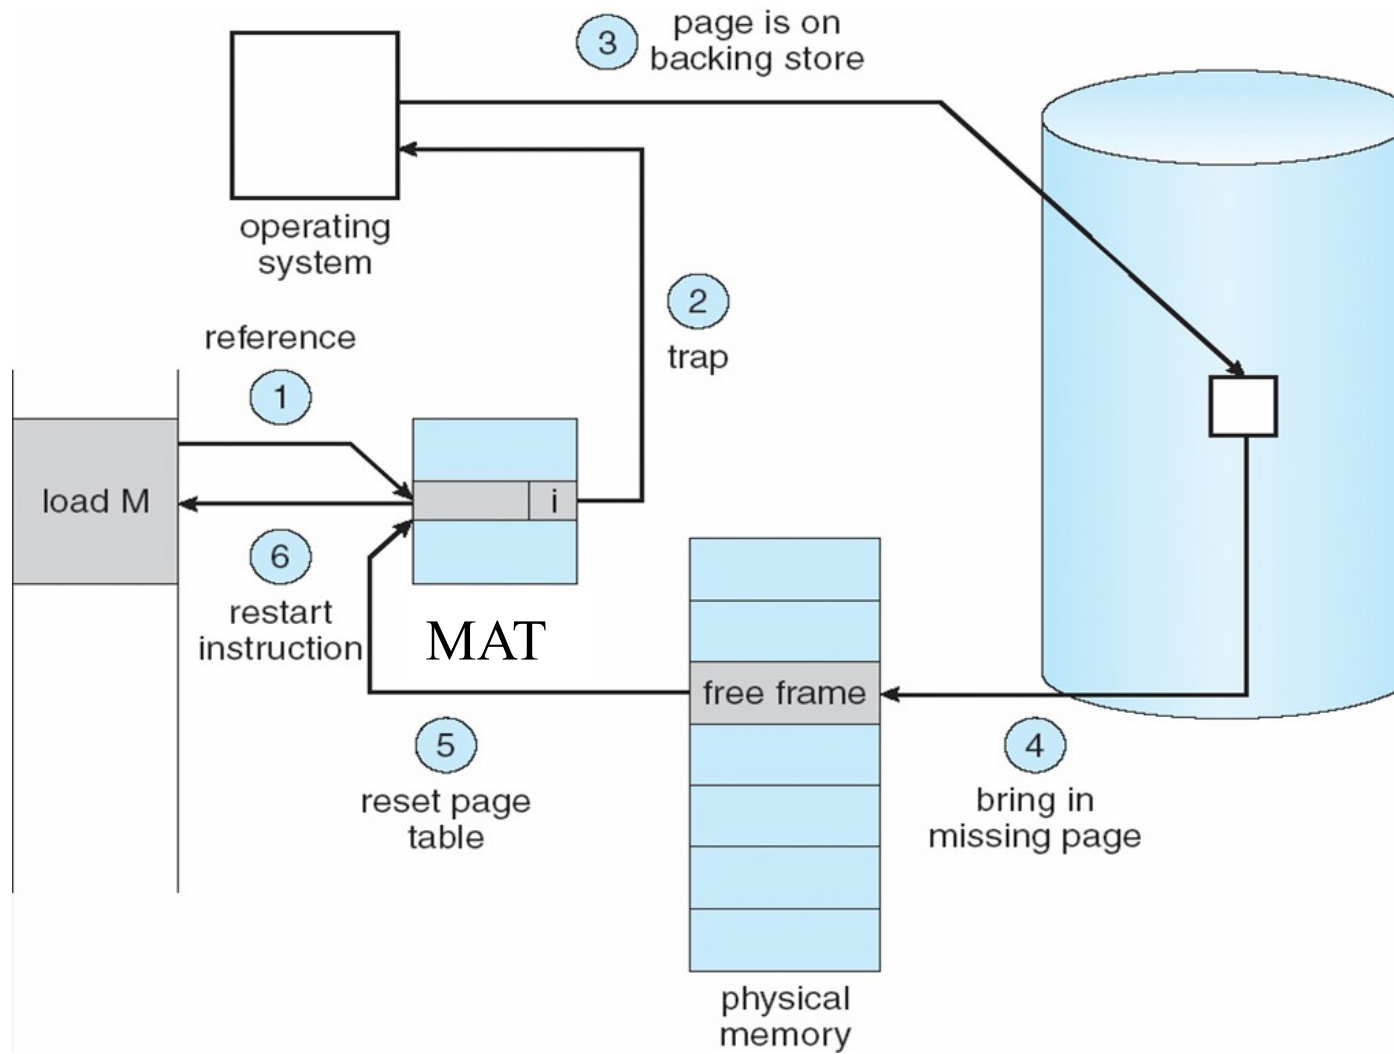 3
page is on
backing store
operating
system
2
trap
reference
1
load M
i
6
restart
instruction
MAT
free frame
5
reset page
table
4
bring in
missing page
physical
memory